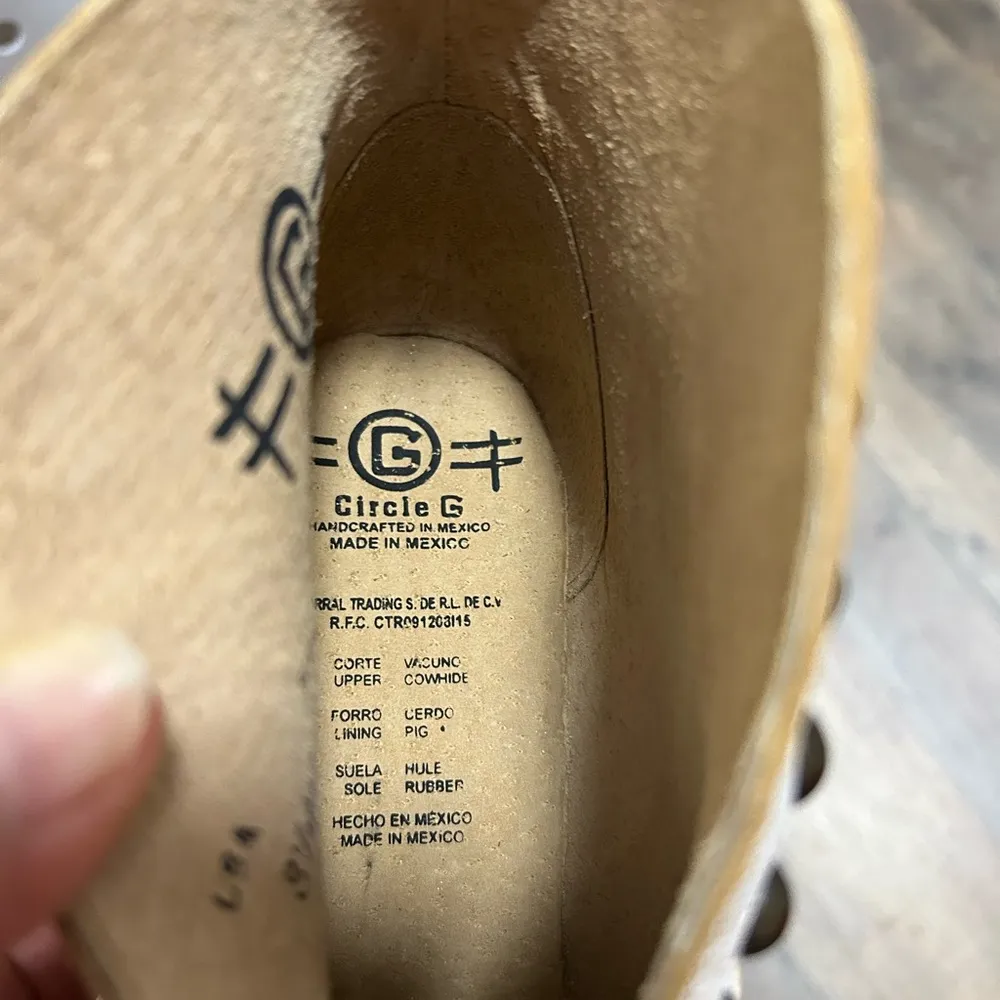 G
Circle G
HANDCRAFTED IN MEXICO
MADE IN MEXICO
RRAL TRADING S. DE R.L. DE C.V
R.F.C. CTR091203I15
CORTE VACUNO
UPPER COWHIDE
FORRO CERDO
LINING PIG
SUELA HULE
SOLE RUBBER
HECHO EN MÉXICO
MADE IN MEXICO
G